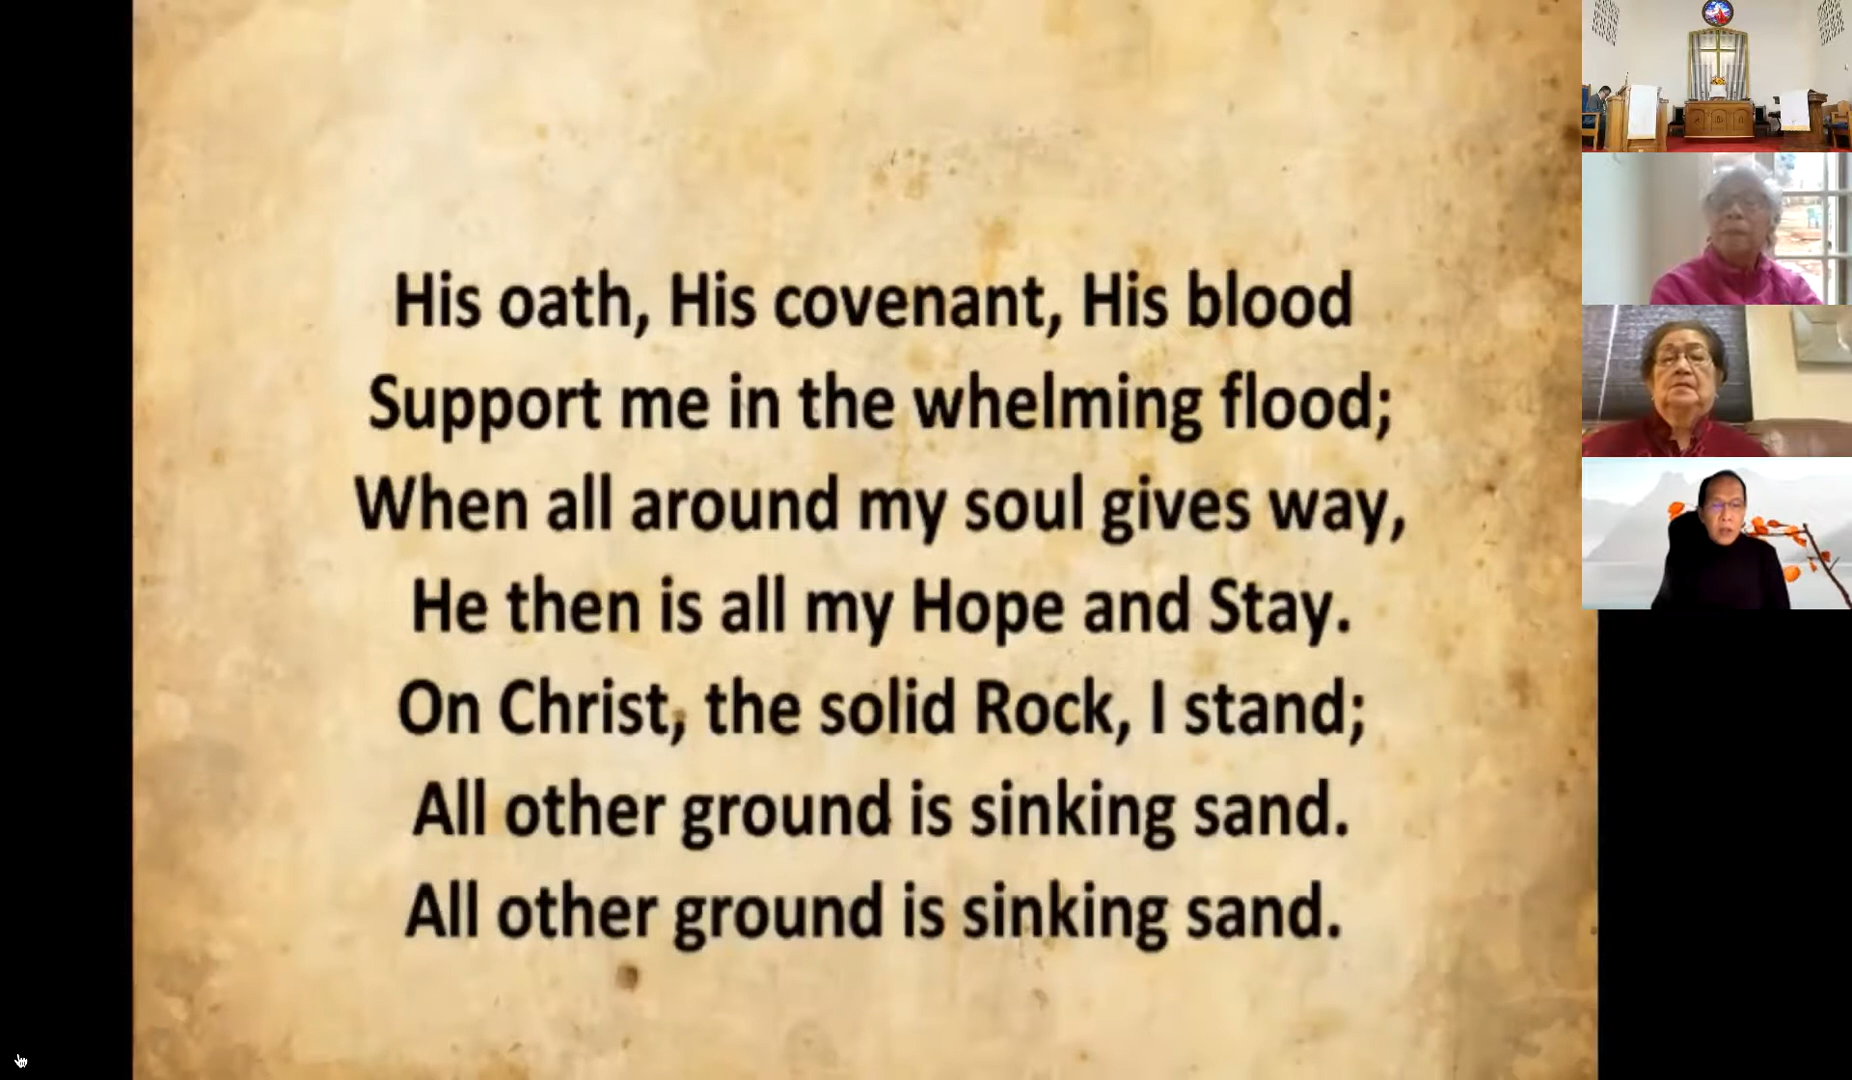 His oath, His covenant, His blood
Support me in the whelming flood;
When all around my soul gives way,
He then is all my Hope and Stay.
On Christ, the solid Rock, I stand;
All other ground is sinking sand.
All other ground is sinking sand.